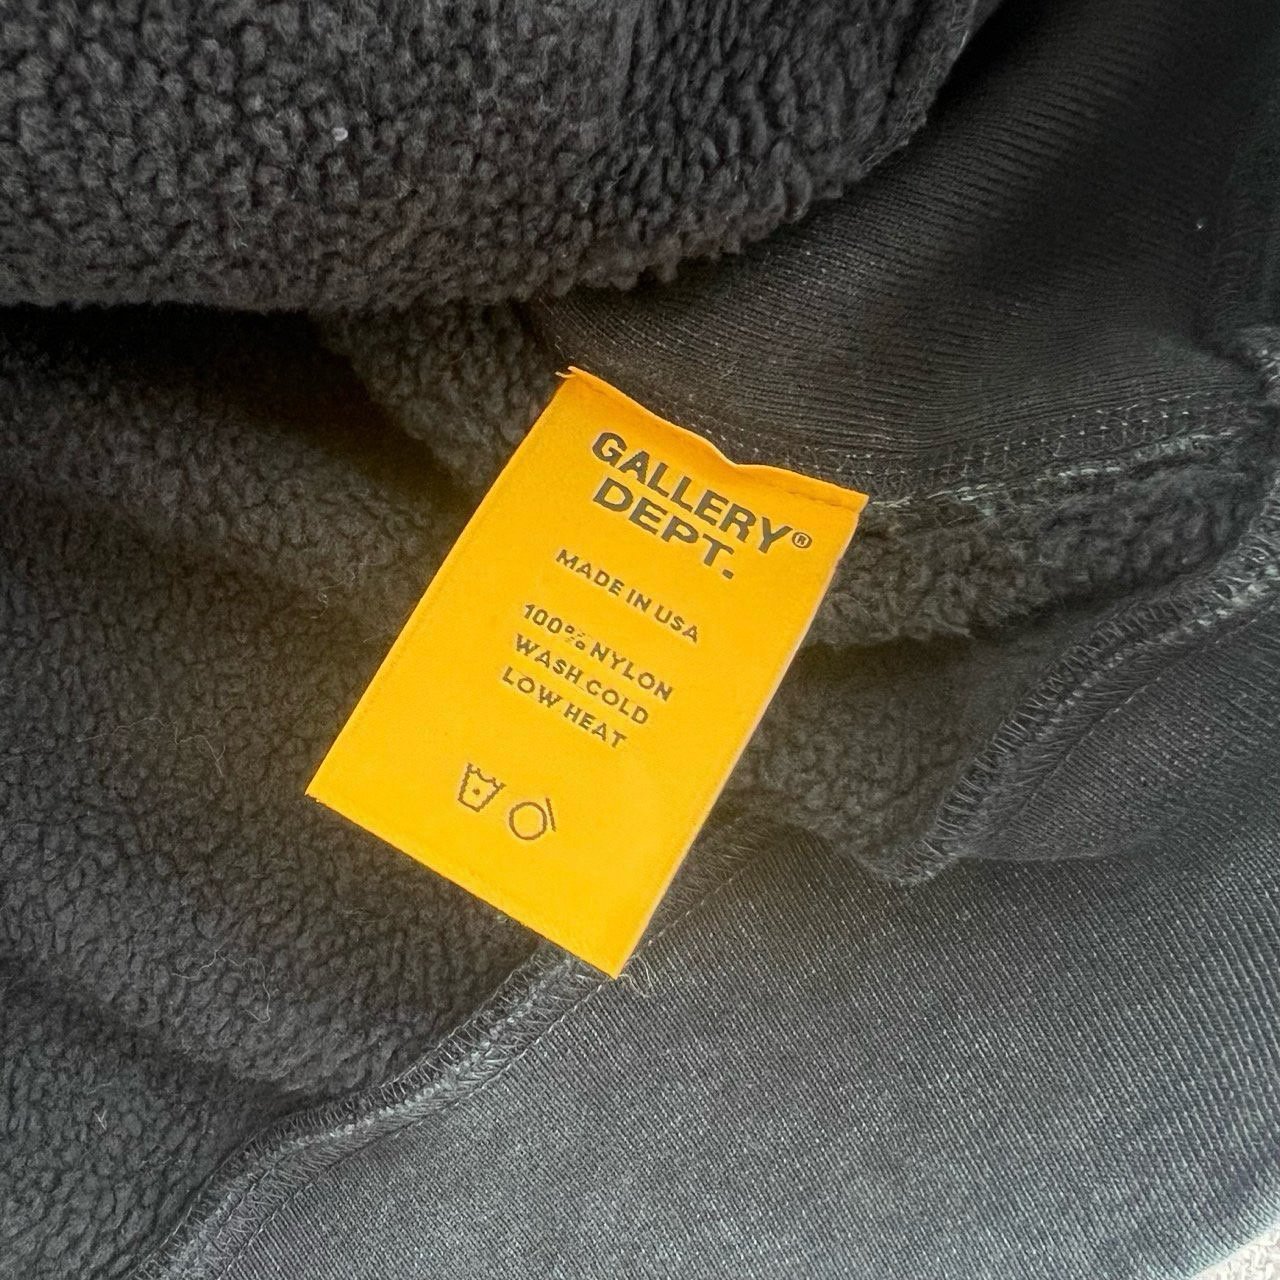 GALLERY®
DEPT.
MADE IN USA
100% NYLON
WASH COLD
LOW HEAT